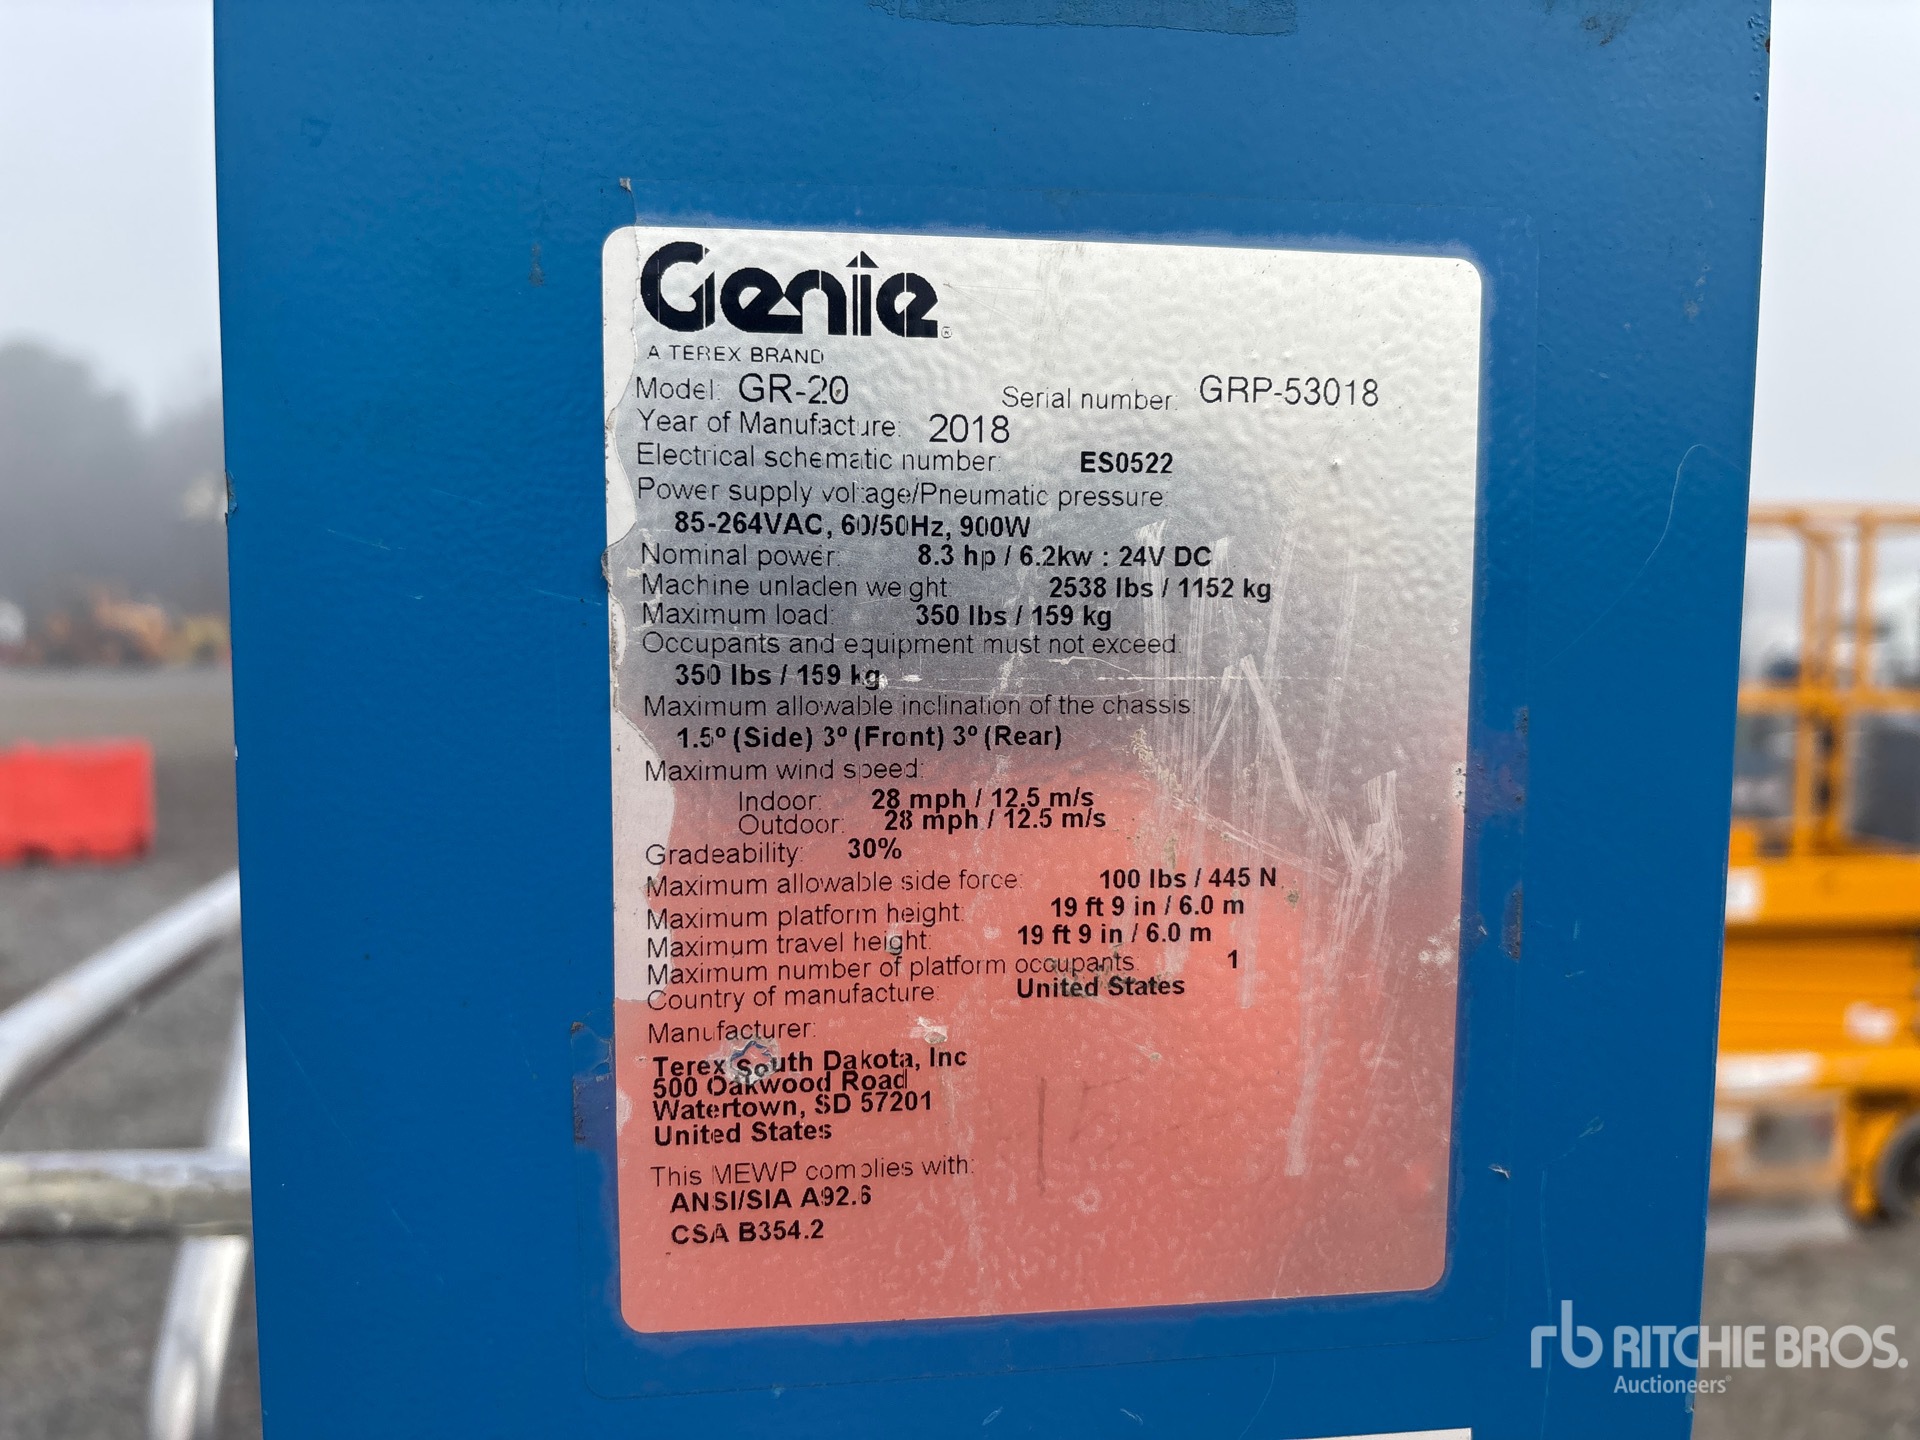 Genie®
A TEREX BRAND
Model: GR-20 Serial number: GRP-53018
Year of Manufacture: 2018
Electrical schematic number: ES0522
Power supply voltage/Pneumatic pressure:
85-264VAC, 60/50Hz, 900W
Nominal power: 8.3 hp / 6.2kw : 24V DC
Machine unladen weight: 2538 lbs / 1152 kg
Maximum load: 350 lbs / 159 kg
Occupants and equipment must not exceed:
350 lbs / 159 kg
Maximum allowable inclination of the chassis:
1.5º (Side) 3º (Front) 3º (Rear)
Maximum wind speed:
Indoor: 28 mph / 12.5 m/s
Outdoor: 28 mph / 12.5 m/s
Gradeability: 30%
Maximum allowable side force: 100 lbs / 445 N
Maximum platform height: 19 ft 9 in / 6.0 m
Maximum travel height: 19 ft 9 in / 6.0 m
Maximum number of platform occupants: 1
Country of manufacture: United States
Manufacturer:
Terex South Dakota, Inc
500 Oakwood Road
Watertown, SD 57201
United States
This MEWP complies with:
ANSI/SIA A92.6
CSA B354.2
rb RITCHIE BROS.
Auctioneers